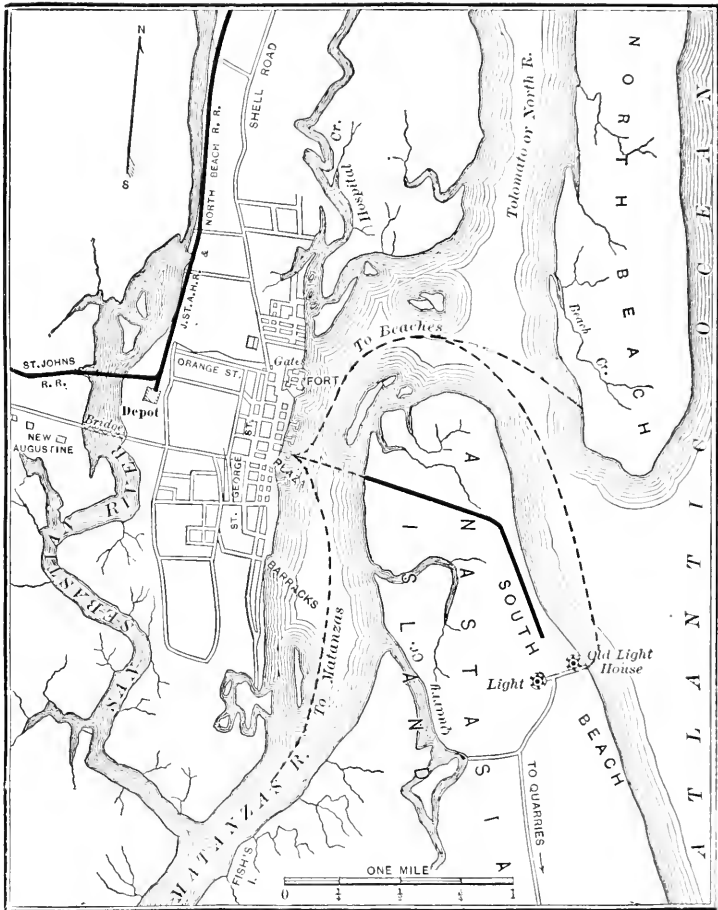 N
S
NORTH BEACH
ATLANTIC OCEAN
Tolomato or North R.
SHELL ROAD
Hospital Cr.
J.ST.A.H.R. & NORTH BEACH R.R.
Beach Cr.
To Beaches
ST. JOHNS
R.R.
ORANGE ST.
Gate
FORT
Depot
Bridge
NEW
AUGUSTINE
ST. GEORGE ST.
PLAZA
SAN SEBASTIAN RIVER
ANASTASIA
ISLAND
BARRACKS
SOUTH BEACH
Old Light
House
Light
Quarry Cr.
To Matanzas
TO QUARRIES
MATANZAS R.
FISH'S
I.
ONE MILE
0 1/4 1/2 3/4 1